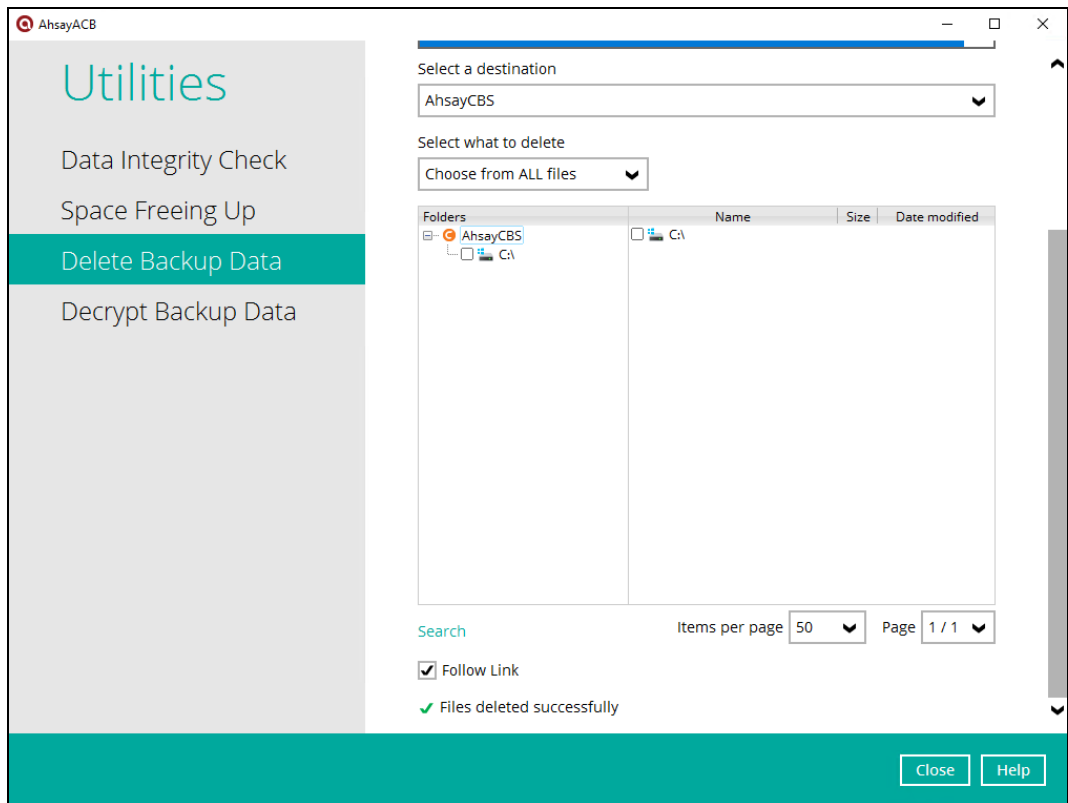 AhsayACB
Utilities
Data Integrity Check
Space Freeing Up
Delete Backup Data
Decrypt Backup Data
Select a destination
AhsayCBS
Select what to delete
Choose from ALL files
Folders Name Size Date modified
AhsayCBS C:\
C:\
Search Items per page 50 Page 1 / 1
Follow Link
Files deleted successfully
Close Help